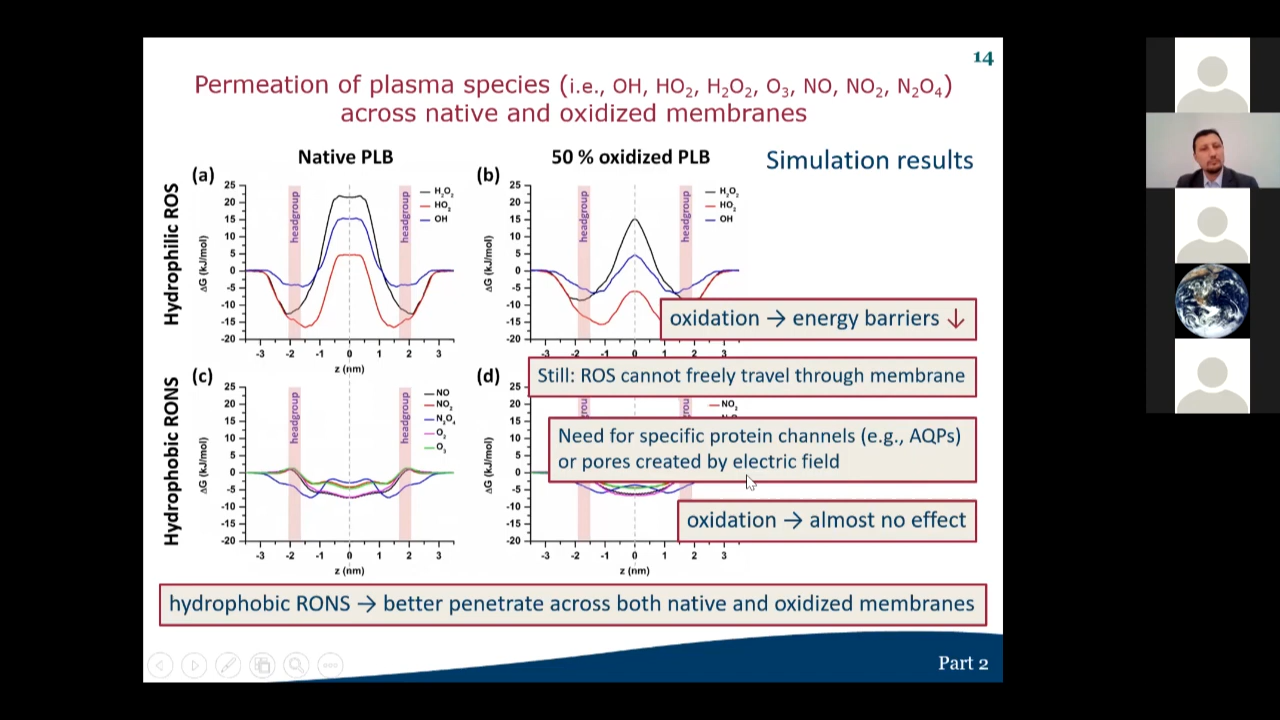 14
Permeation of plasma species (i.e., OH, HO₂, H₂O₂, O₃, NO, NO₂, N₂O₄)
across native and oxidized membranes
Native PLB
50 % oxidized PLB
Simulation results
Hydrophilic ROS
(a)
25
20
15
10
5
0
-5
-10
-15
-20
ΔG (kJ/mol)
headgroup
headgroup
H₂O₂
HO₂
OH
-3 -2 -1 0 1 2 3
z (nm)
(b)
25
20
15
10
5
0
-5
-10
-15
-20
ΔG (kJ/mol)
headgroup
headgroup
H₂O₂
HO₂
OH
oxidation → energy barriers ↓
-3 -2 -1 0 1 2 3
Still: ROS cannot freely travel through membrane
Hydrophobic RONS
(c)
25
20
15
10
5
0
-5
-10
-15
-20
ΔG (kJ/mol)
headgroup
headgroup
NO
NO₂
N₂O₄
O₂
O₃
-3 -2 -1 0 1 2 3
z (nm)
(d)
25
20
15
10
5
0
-5
-10
-15
-20
ΔG (kJ/mol)
NO₂
Need for specific protein channels (e.g., AQPs)
or pores created by electric field
oxidation → almost no effect
-3 -2 -1 0 1 2 3
z (nm)
hydrophobic RONS → better penetrate across both native and oxidized membranes
Part 2